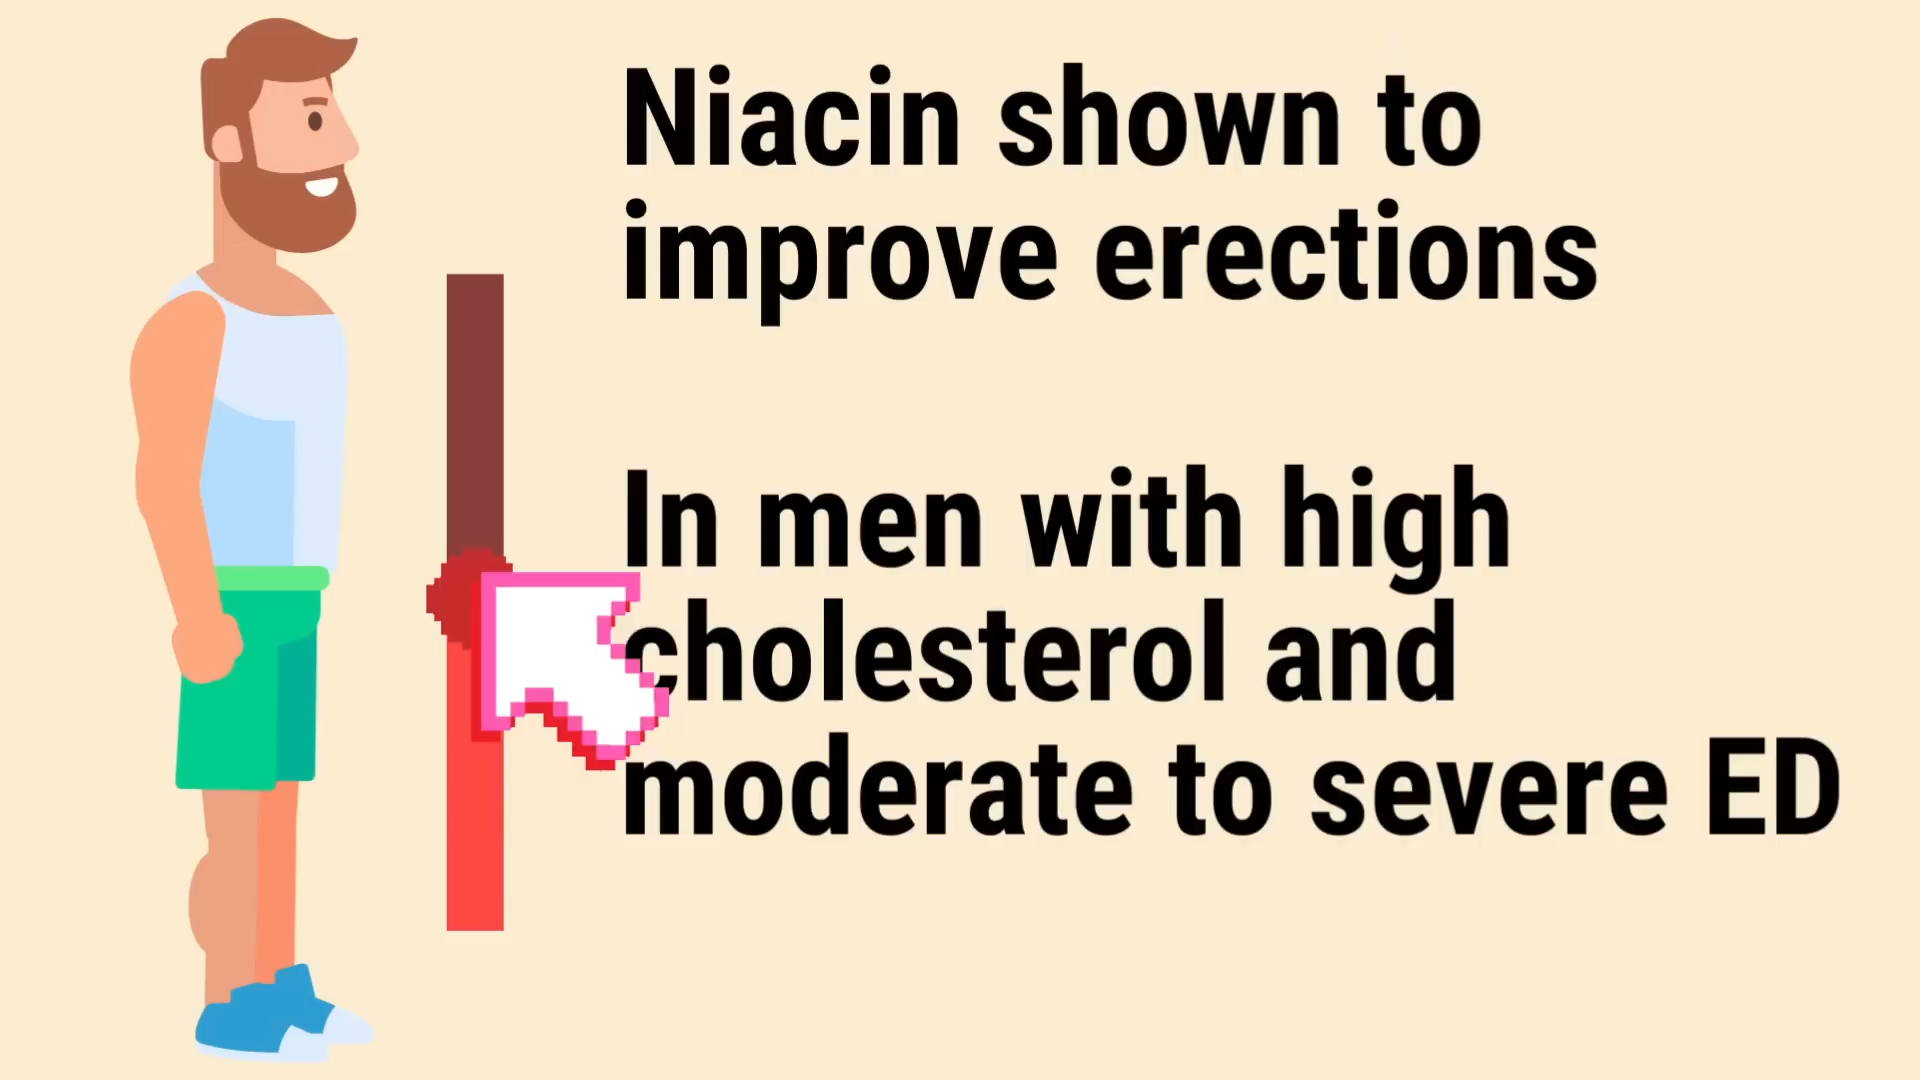 Niacin shown to
improve erections
In men with high
cholesterol and
moderate to severe ED